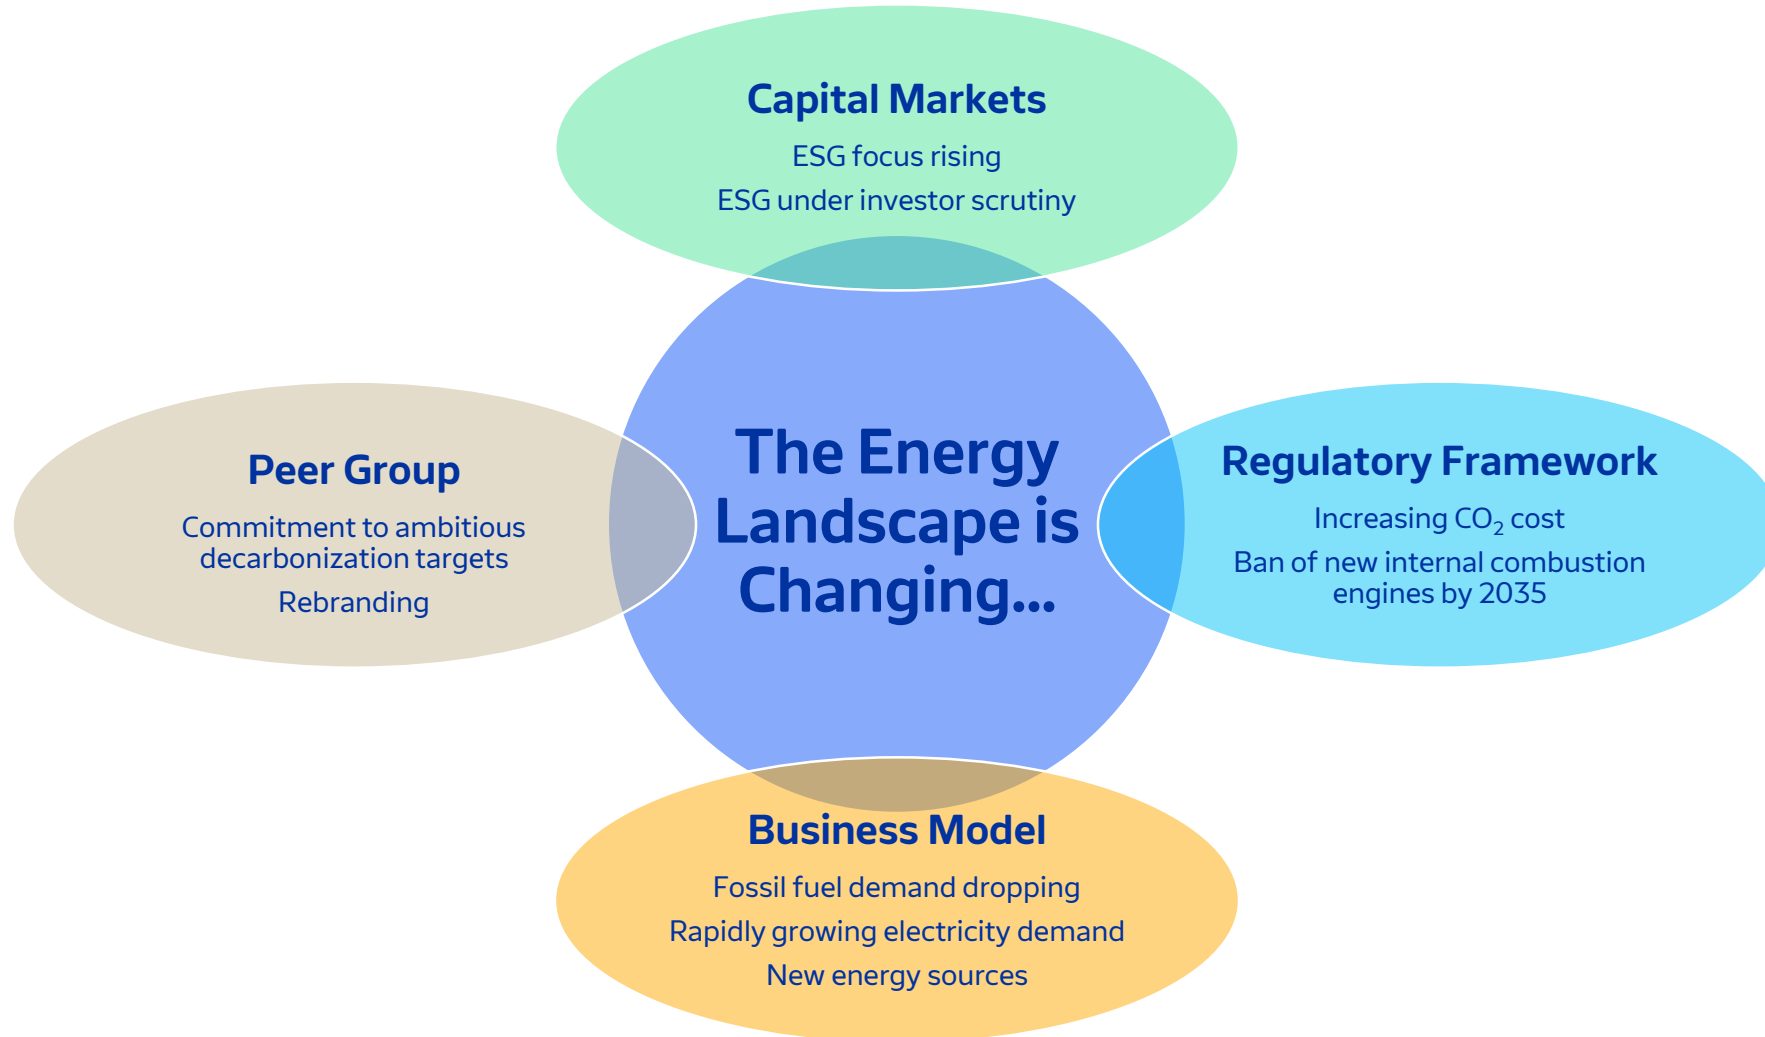 Capital Markets
ESG focus rising
ESG under investor scrutiny
Peer Group
Commitment to ambitious
decarbonization targets
Rebranding
The Energy
Landscape is
Changing...
Regulatory Framework
Increasing CO₂ cost
Ban of new internal combustion
engines by 2035
Business Model
Fossil fuel demand dropping
Rapidly growing electricity demand
New energy sources